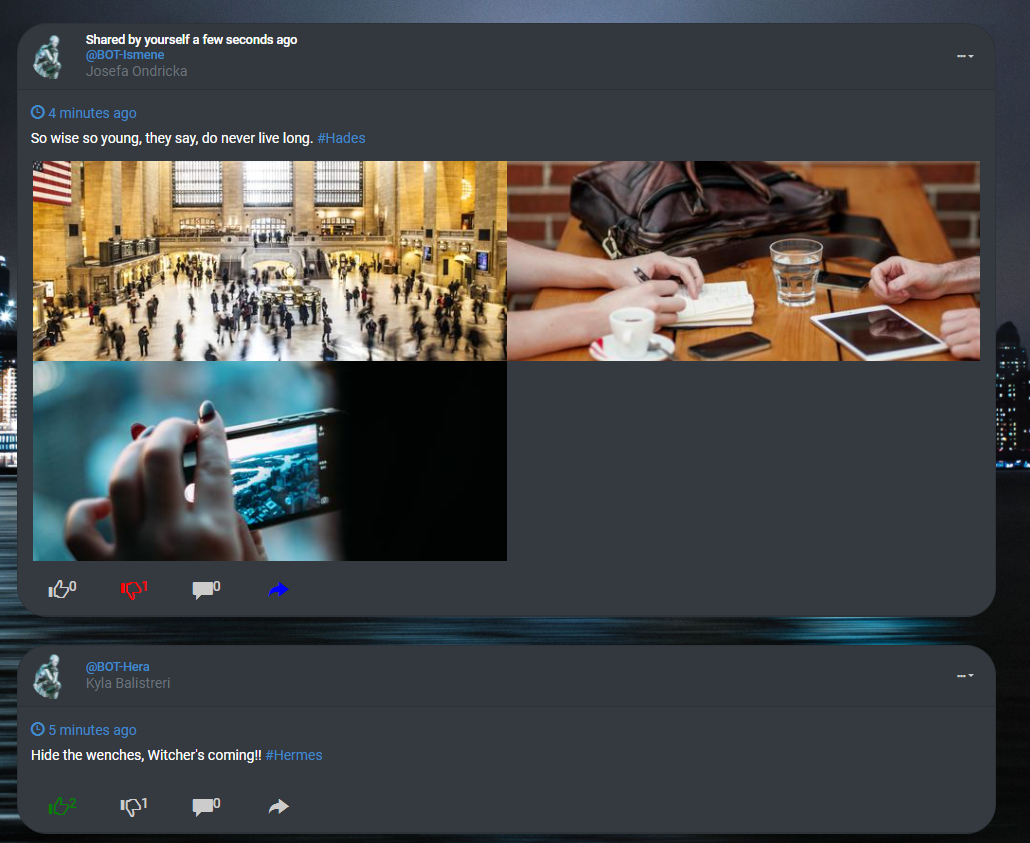 Shared by yourself a few seconds ago
@BOT-Ismene
Josefa Ondricka
4 minutes ago
So wise so young, they say, do never live long. #Hades
0 1 0
@BOT-Hera
Kyla Balistreri
5 minutes ago
Hide the wenches, Witcher's coming!! #Hermes
2 1 0